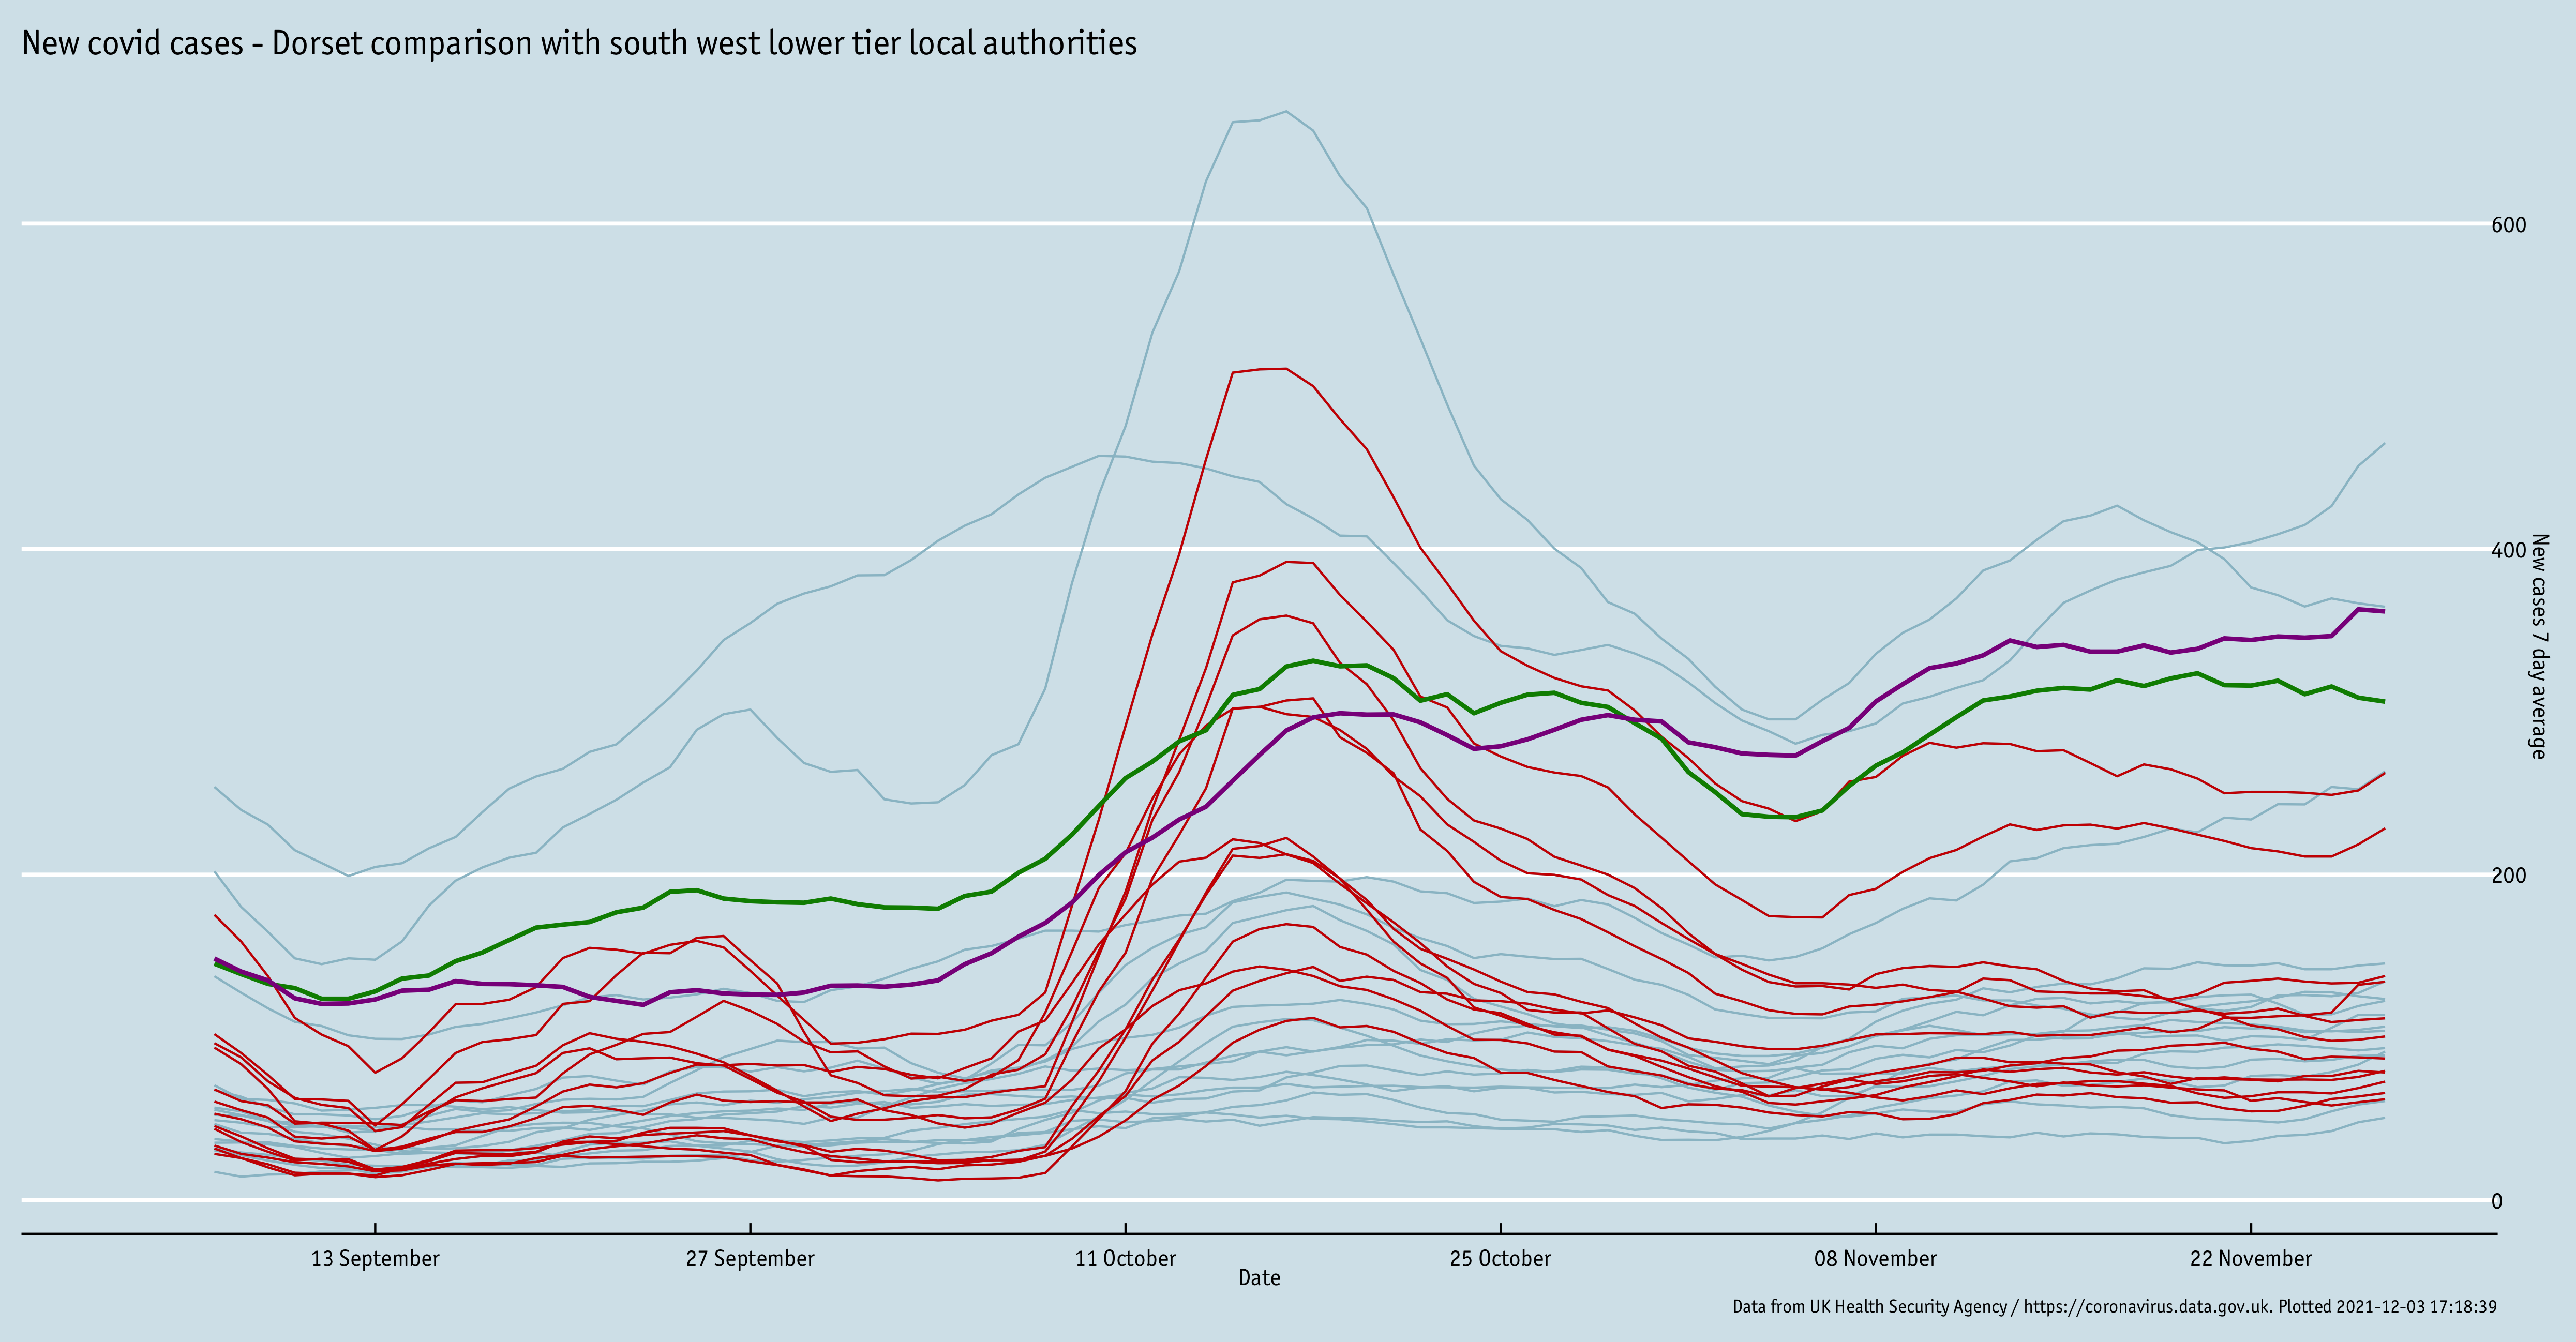 New covid cases - Dorset comparison with south west lower tier local authorities
600
400
200
0
New cases 7 day average
13 September
27 September
11 October
25 October
08 November
22 November
Date
Data from UK Health Security Agency / https://coronavirus.data.gov.uk. Plotted 2021-12-03 17:18:39